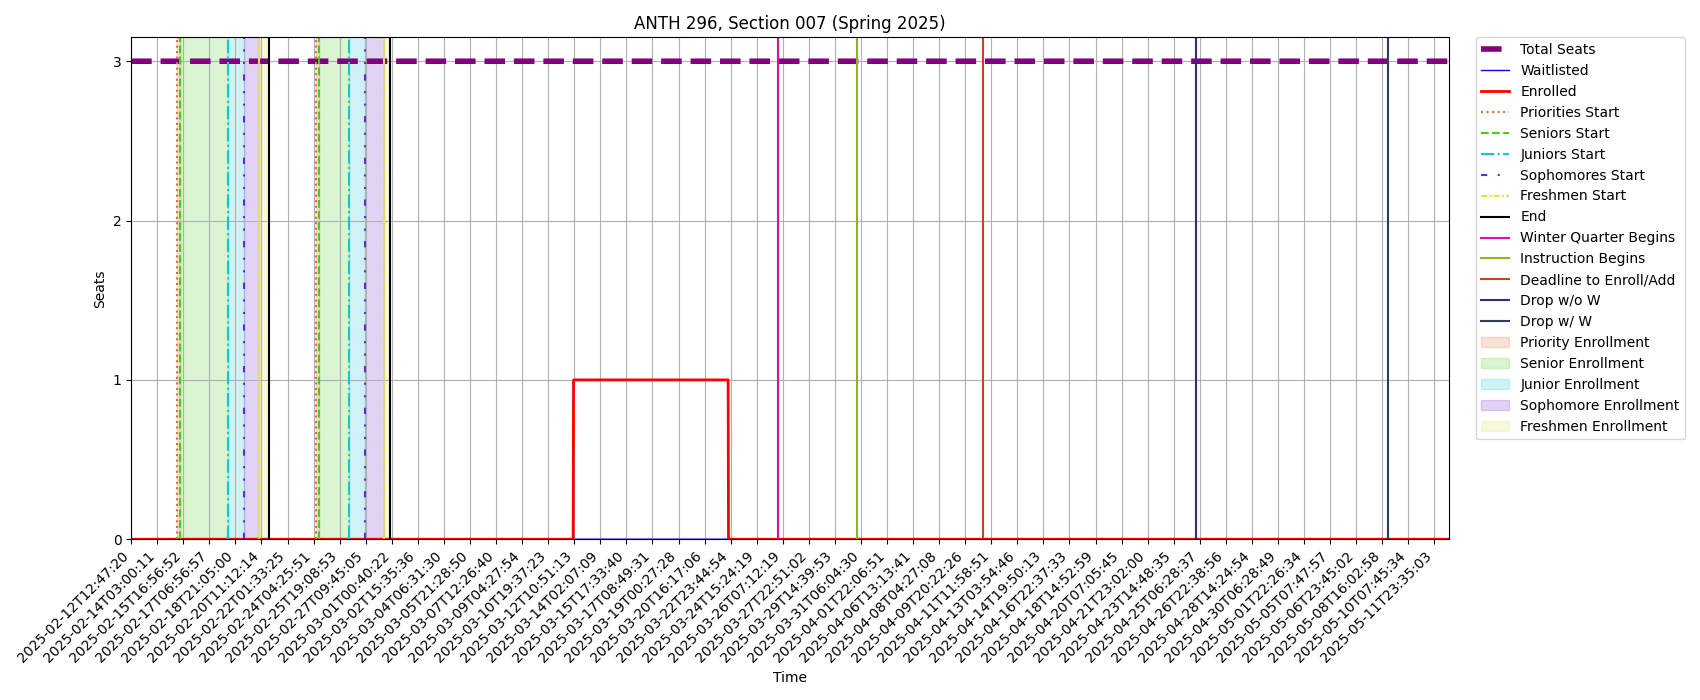 ANTH 296, Section 007 (Spring 2025)
Seats
3
2
1
0
2025-02-12T12:47:20
2025-02-14T03:00:11
2025-02-15T16:56:52
2025-02-17T06:56:57
2025-02-18T21:05:00
2025-02-20T11:12:14
2025-02-22T01:33:25
2025-02-24T04:25:51
2025-02-25T19:08:53
2025-02-27T09:45:05
2025-03-01T00:40:22
2025-03-02T15:35:36
2025-03-04T06:31:30
2025-03-05T21:28:50
2025-03-07T12:26:40
2025-03-09T04:27:54
2025-03-10T19:37:23
2025-03-12T10:51:13
2025-03-14T02:07:09
2025-03-15T17:33:40
2025-03-17T08:49:31
2025-03-19T00:27:28
2025-03-20T16:17:06
2025-03-22T23:44:54
2025-03-24T15:24:19
2025-03-26T07:12:19
2025-03-27T22:51:02
2025-03-29T14:39:53
2025-03-31T06:04:30
2025-04-01T22:06:51
2025-04-06T13:13:41
2025-04-08T04:27:08
2025-04-09T20:22:26
2025-04-11T11:58:51
2025-04-13T03:54:46
2025-04-14T19:50:13
2025-04-16T22:37:33
2025-04-18T14:52:59
2025-04-20T07:05:45
2025-04-21T23:02:00
2025-04-23T14:48:35
2025-04-25T06:28:37
2025-04-26T22:38:56
2025-04-28T14:24:54
2025-04-30T06:28:49
2025-05-01T22:26:34
2025-05-05T07:47:57
2025-05-06T23:45:02
2025-05-08T16:02:58
2025-05-10T07:45:34
2025-05-11T23:35:03
Time
Total Seats
Waitlisted
Enrolled
Priorities Start
Seniors Start
Juniors Start
Sophomores Start
Freshmen Start
End
Winter Quarter Begins
Instruction Begins
Deadline to Enroll/Add
Drop w/o W
Drop w/ W
Priority Enrollment
Senior Enrollment
Junior Enrollment
Sophomore Enrollment
Freshmen Enrollment